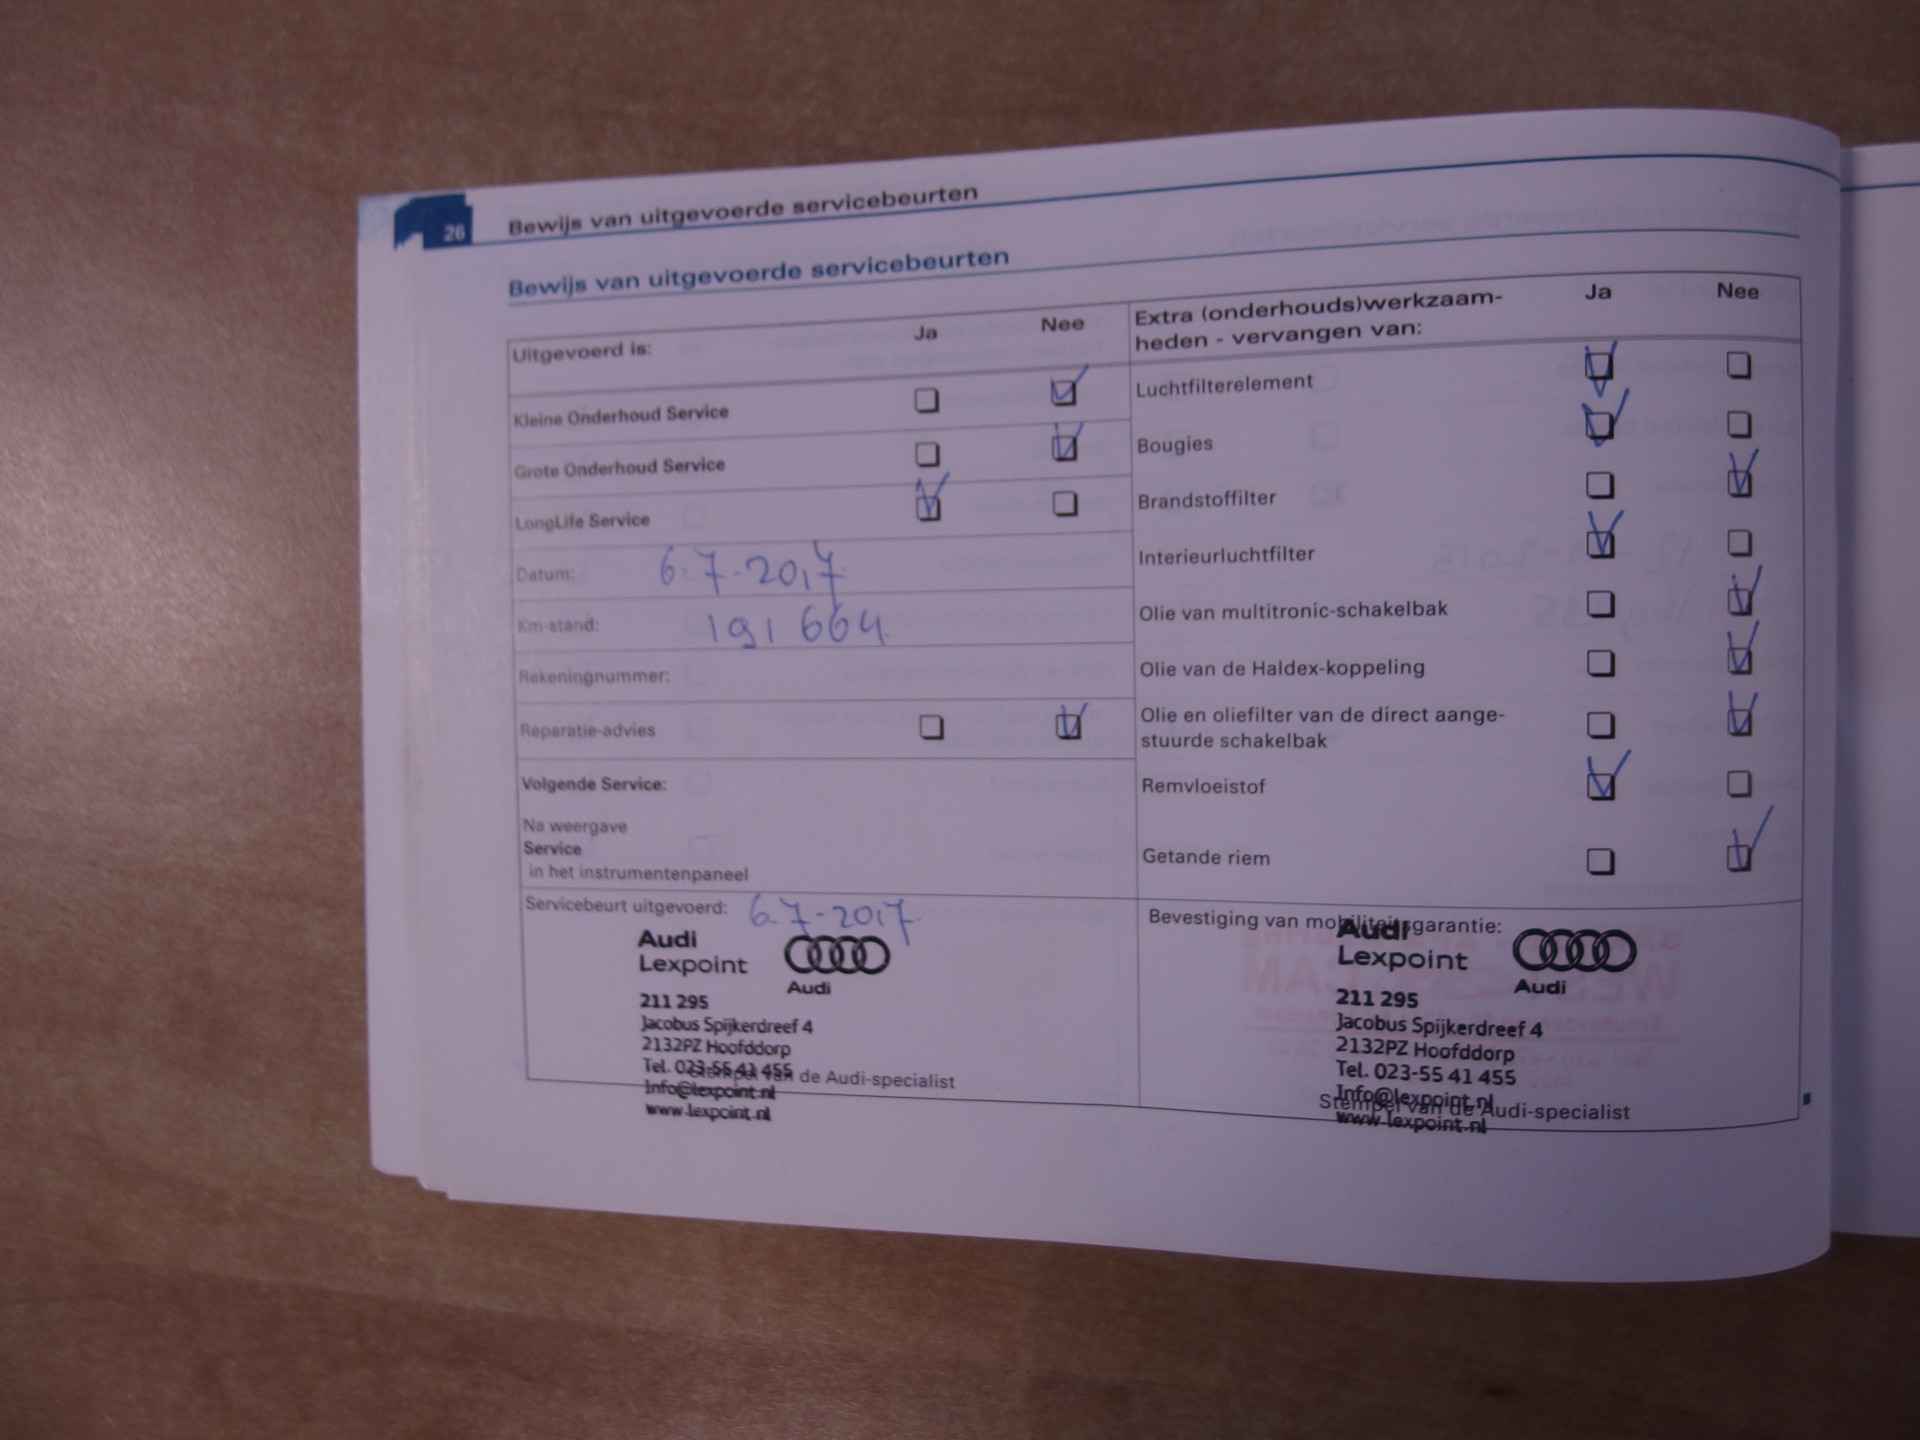 26
Bewijs van uitgevoerde servicebeurten
Bewijs van uitgevoerde servicebeurten
Uitgevoerd is: Ja Nee
Kleine Onderhoud Service
Grote Onderhoud Service
LongLife Service
Datum: 6.7.2017
Km-stand: 191 664
Rekeningnummer:
Reparatie-advies
Volgende Service:
Na weergave
Service
in het instrumentenpaneel
Servicebeurt uitgevoerd: 6.7-2017
Audi
Lexpoint
Audi
211 295
Jacobus Spijkerdreef 4
2132PZ Hoofddorp
Tel. 023-55 41 455
Stempel van de Audi-specialist
Info@lexpoint.nl
www.lexpoint.nl
Extra (onderhouds)werkzaam-
heden - vervangen van: Ja Nee
Luchtfilterelement
Bougies
Brandstoffilter
Interieurluchtfilter
Olie van multitronic-schakelbak
Olie van de Haldex-koppeling
Olie en oliefilter van de direct aange-
stuurde schakelbak
Remvloeistof
Getande riem
Bevestiging van mobiliteitsgarantie:
Audi
Lexpoint
Audi
211 295
Jacobus Spijkerdreef 4
2132PZ Hoofddorp
Tel. 023-55 41 455
Info@lexpoint.nl
Stempel van de Audi-specialist
www.lexpoint.nl